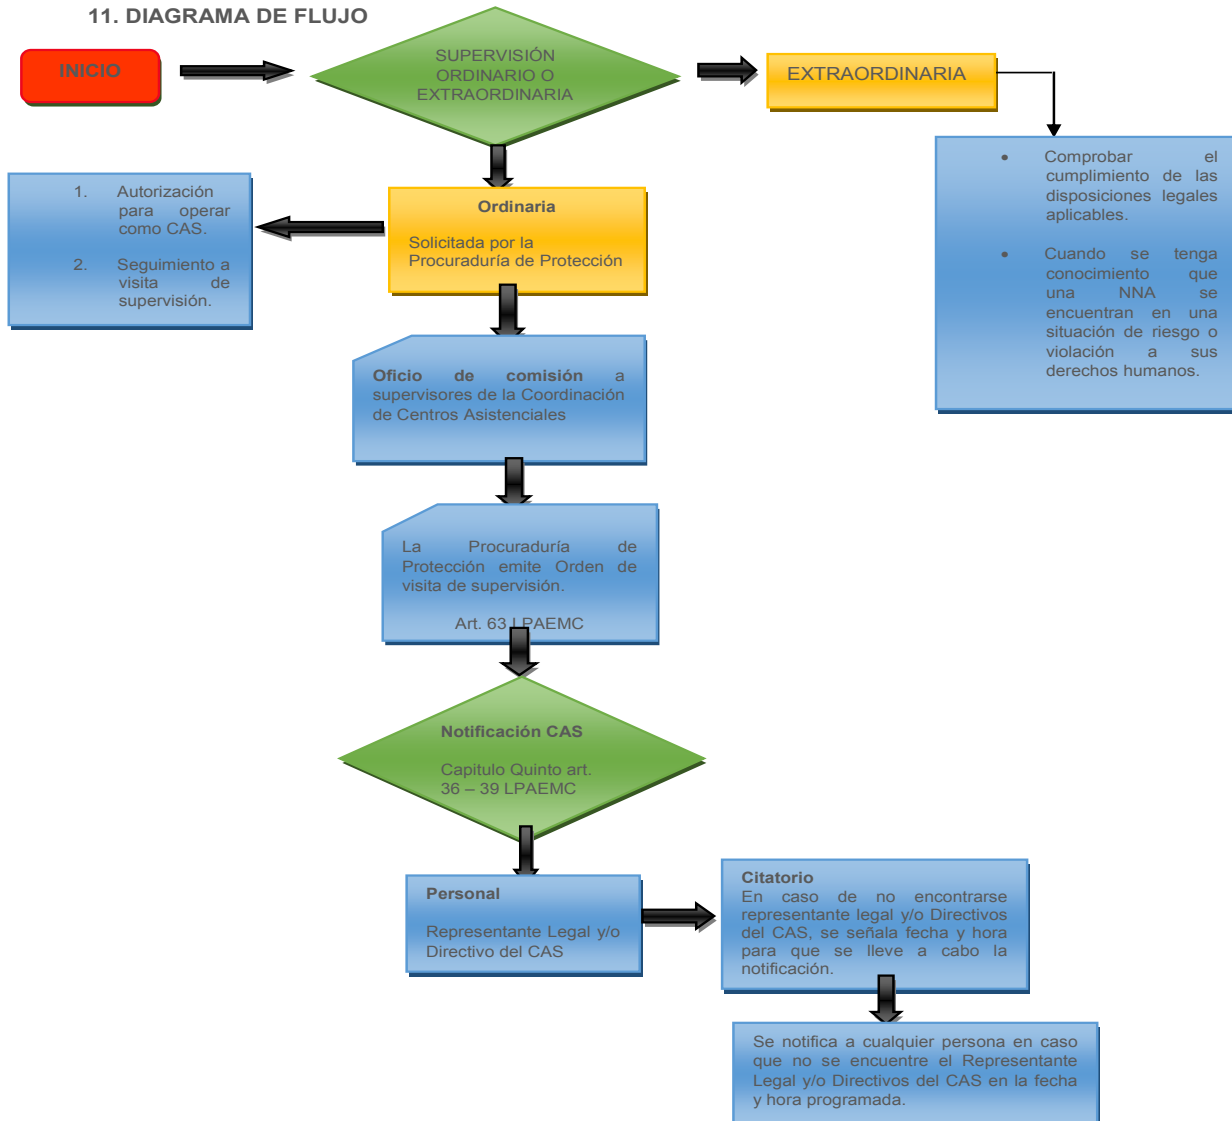 11. DIAGRAMA DE FLUJO
INICIO
SUPERVISIÓN
ORDINARIO O
EXTRAORDINARIA
EXTRAORDINARIA
• Comprobar el
cumplimiento de las
disposiciones legales
aplicables.
• Cuando se tenga
conocimiento que
una NNA se
encuentran en una
situación de riesgo o
violación a sus
derechos humanos.
Ordinaria
Solicitada por la
Procuraduría de Protección
1. Autorización
para operar
como CAS.
2. Seguimiento a
visita de
supervisión.
Oficio de comisión a
supervisores de la Coordinación
de Centros Asistenciales
La Procuraduría de
Protección emite Orden de
visita de supervisión.
Art. 63 LPAEMC
Notificación CAS
Capitulo Quinto art.
36 – 39 LPAEMC
Personal
Representante Legal y/o
Directivo del CAS
Citatorio
En caso de no encontrarse
representante legal y/o Directivos
del CAS, se señala fecha y hora
para que se lleve a cabo la
notificación.
Se notifica a cualquier persona en caso
que no se encuentre el Representante
Legal y/o Directivos del CAS en la fecha
y hora programada.